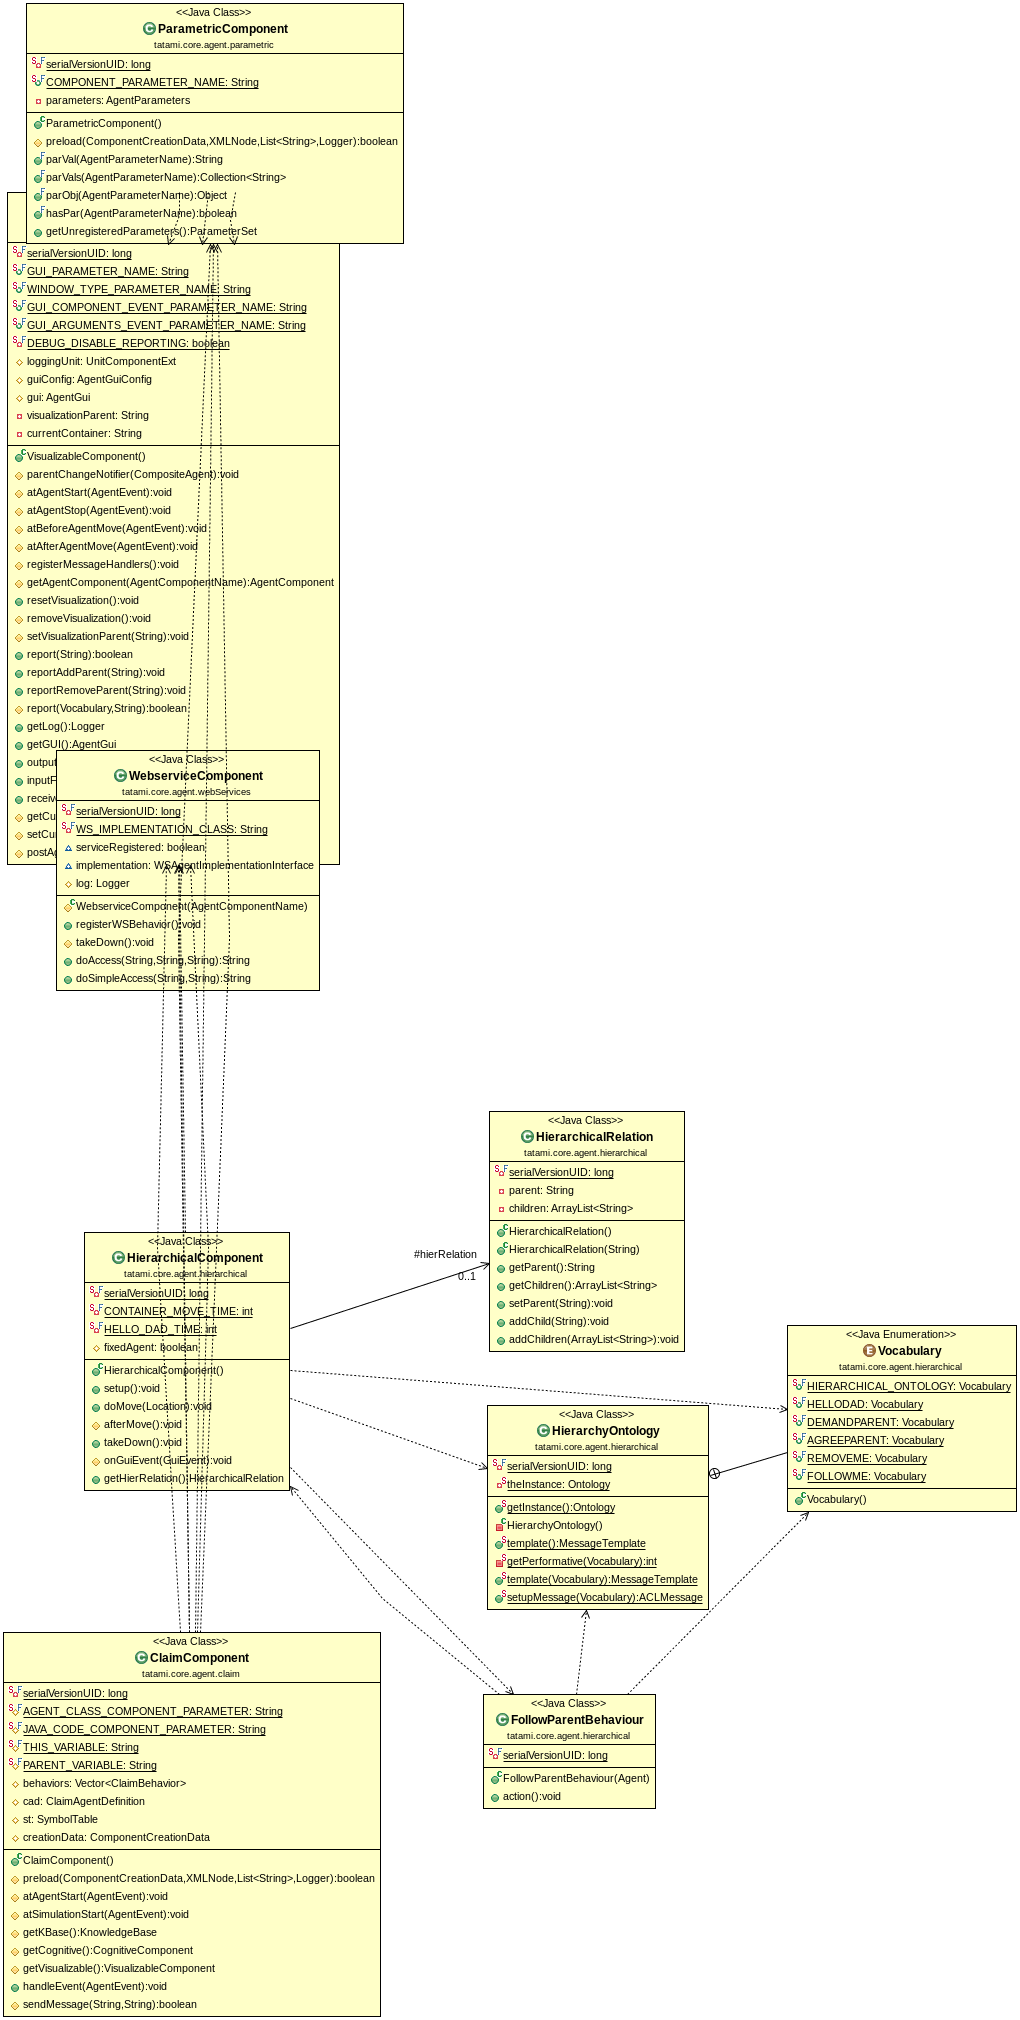 <<Java Class>>
ParametricComponent
tatami.core.agent.parametric
serialVersionUID: long
COMPONENT_PARAMETER_NAME: String
parameters: AgentParameters
ParametricComponent()
preload(ComponentCreationData,XMLNode,List<String>,Logger):boolean
parVal(AgentParameterName):String
parVals(AgentParameterName):Collection<String>
parObj(AgentParameterName):Object
hasPar(AgentParameterName):boolean
getUnregisteredParameters():ParameterSet
serialVersionUID: long
GUI_PARAMETER_NAME: String
WINDOW_TYPE_PARAMETER_NAME: String
GUI_COMPONENT_EVENT_PARAMETER_NAME: String
GUI_ARGUMENTS_EVENT_PARAMETER_NAME: String
DEBUG_DISABLE_REPORTING: boolean
loggingUnit: UnitComponentExt
guiConfig: AgentGuiConfig
gui: AgentGui
visualizationParent: String
currentContainer: String
VisualizableComponent()
parentChangeNotifier(CompositeAgent):void
atAgentStart(AgentEvent):void
atAgentStop(AgentEvent):void
atBeforeAgentMove(AgentEvent):void
atAfterAgentMove(AgentEvent):void
registerMessageHandlers():void
getAgentComponent(AgentComponentName):AgentComponent
resetVisualization():void
removeVisualization():void
setVisualizationParent(String):void
report(String):boolean
reportAddParent(String):void
reportRemoveParent(String):void
report(Vocabulary,String):boolean
getLog():Logger
getGUI():AgentGui
output
inputF
receiv
getCu
setCu
postAg
<<Java Class>>
WebserviceComponent
tatami.core.agent.webServices
serialVersionUID: long
WS_IMPLEMENTATION_CLASS: String
serviceRegistered: boolean
implementation: WSAgentImplementationInterface
log: Logger
WebserviceComponent(AgentComponentName)
registerWSBehavior():void
takeDown():void
doAccess(String,String,String):String
doSimpleAccess(String,String):String
<<Java Class>>
HierarchicalRelation
tatami.core.agent.hierarchical
serialVersionUID: long
parent: String
children: ArrayList<String>
HierarchicalRelation()
HierarchicalRelation(String)
getParent():String
getChildren():ArrayList<String>
setParent(String):void
addChild(String):void
addChildren(ArrayList<String>):void
#hierRelation
0..1
<<Java Class>>
HierarchicalComponent
tatami.core.agent.hierarchical
serialVersionUID: long
CONTAINER_MOVE_TIME: int
HELLO_DAD_TIME: int
fixedAgent: boolean
HierarchicalComponent()
setup():void
doMove(Location):void
afterMove():void
takeDown():void
onGuiEvent(GuiEvent):void
getHierRelation():HierarchicalRelation
<<Java Enumeration>>
Vocabulary
tatami.core.agent.hierarchical
HIERARCHICAL_ONTOLOGY: Vocabulary
HELLODAD: Vocabulary
DEMANDPARENT: Vocabulary
AGREEPARENT: Vocabulary
REMOVEME: Vocabulary
FOLLOWME: Vocabulary
Vocabulary()
<<Java Class>>
HierarchyOntology
tatami.core.agent.hierarchical
serialVersionUID: long
theInstance: Ontology
getInstance():Ontology
HierarchyOntology()
template():MessageTemplate
getPerformative(Vocabulary):int
template(Vocabulary):MessageTemplate
setupMessage(Vocabulary):ACLMessage
<<Java Class>>
ClaimComponent
tatami.core.agent.claim
serialVersionUID: long
AGENT_CLASS_COMPONENT_PARAMETER: String
JAVA_CODE_COMPONENT_PARAMETER: String
THIS_VARIABLE: String
PARENT_VARIABLE: String
behaviors: Vector<ClaimBehavior>
cad: ClaimAgentDefinition
st: SymbolTable
creationData: ComponentCreationData
ClaimComponent()
preload(ComponentCreationData,XMLNode,List<String>,Logger):boolean
atAgentStart(AgentEvent):void
atSimulationStart(AgentEvent):void
getKBase():KnowledgeBase
getCognitive():CognitiveComponent
getVisualizable():VisualizableComponent
handleEvent(AgentEvent):void
sendMessage(String,String):boolean
<<Java Class>>
FollowParentBehaviour
tatami.core.agent.hierarchical
serialVersionUID: long
FollowParentBehaviour(Agent)
action():void